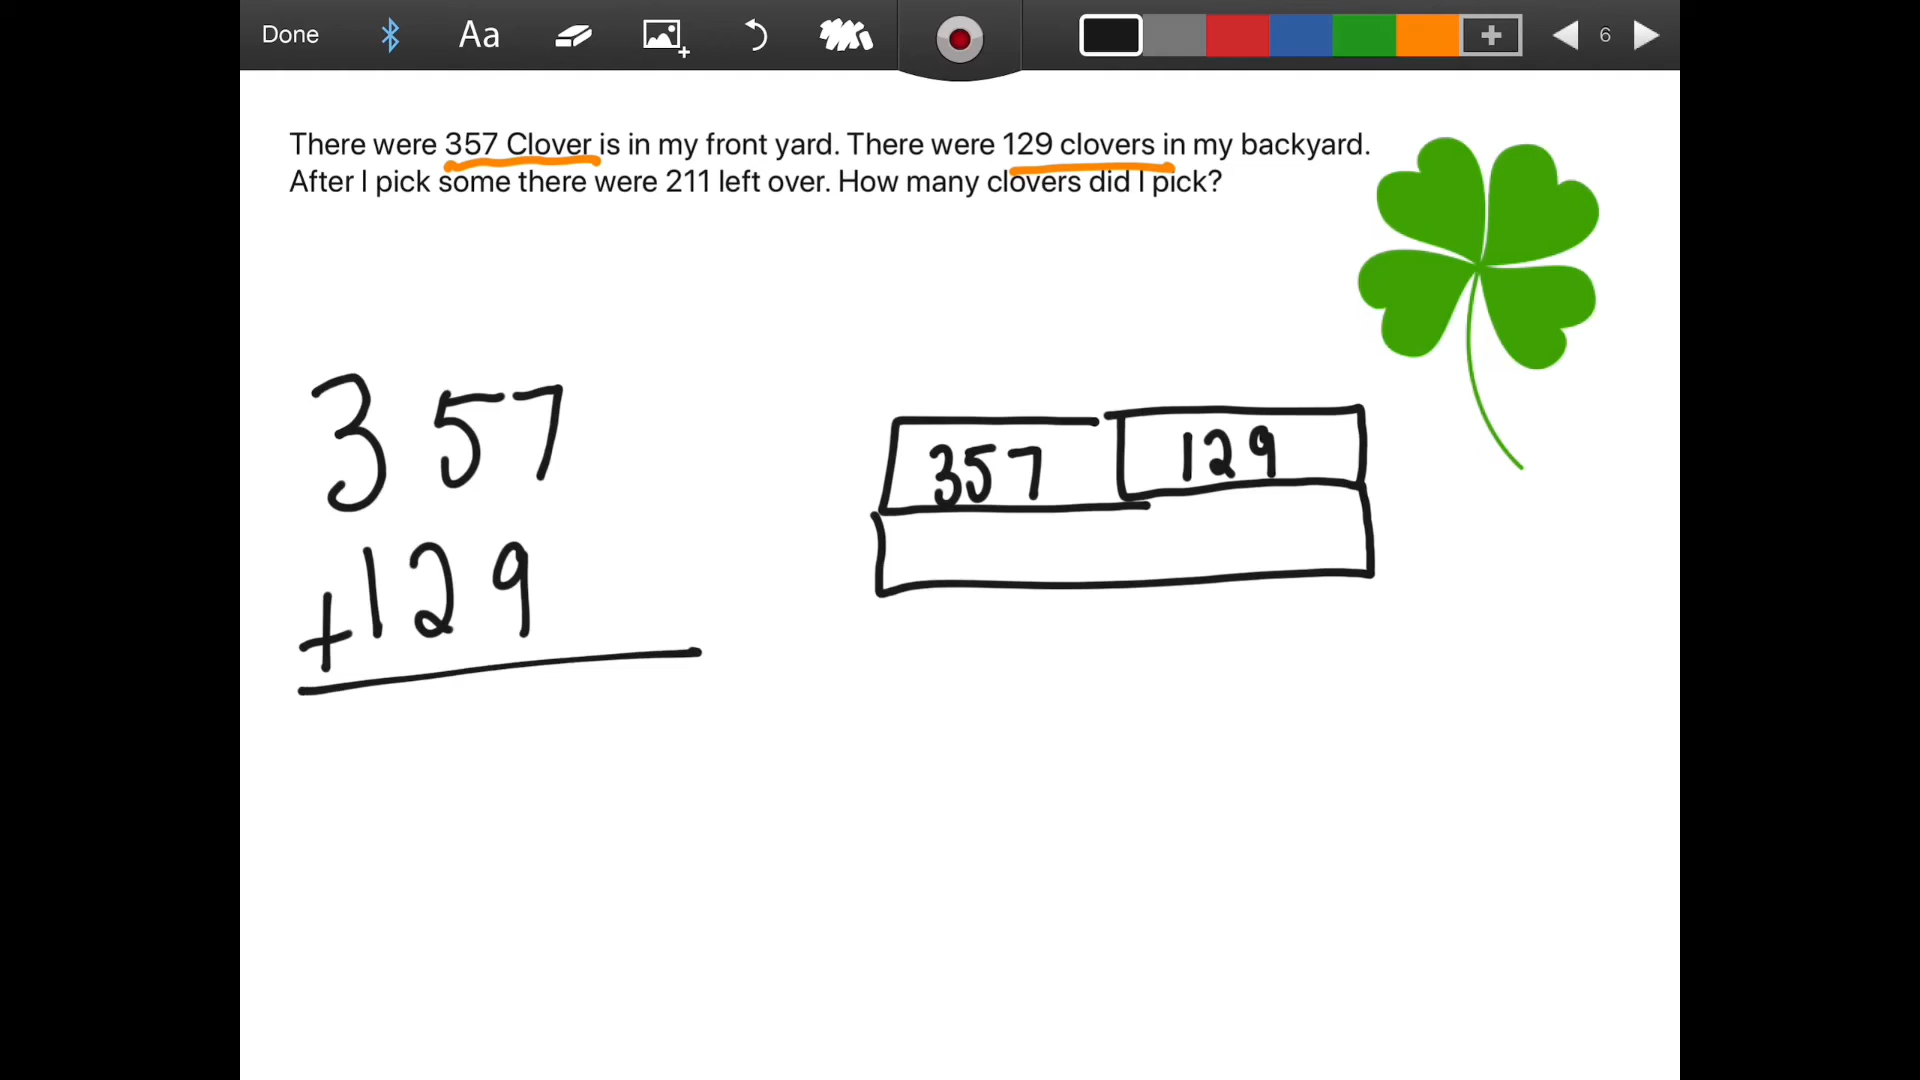 Done Aa 6
There were 357 Clover is in my front yard. There were 129 clovers in my backyard.
After I pick some there were 211 left over. How many clovers did I pick?
357
+129
357 129